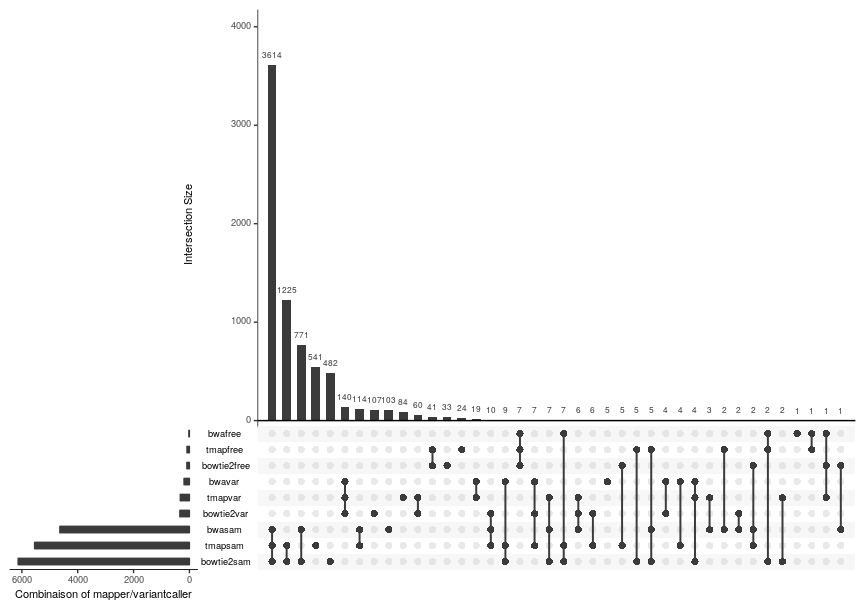 4000
3614
3000
Intersection Size
2000
1225
1000
771
541
482
140 114 107 103 84 60 41 33 24 19 10 9 7 7 7 7 6 6 5 5 5 5 4 4 4 3 2 2 2 2 2 1 1 1 1
0
bwafree
tmapfree
bowtie2free
bwavar
tmapvar
bowtie2var
bwasam
tmapsam
bowtie2sam
6000 4000 2000 0
Combinaison of mapper/variantcaller